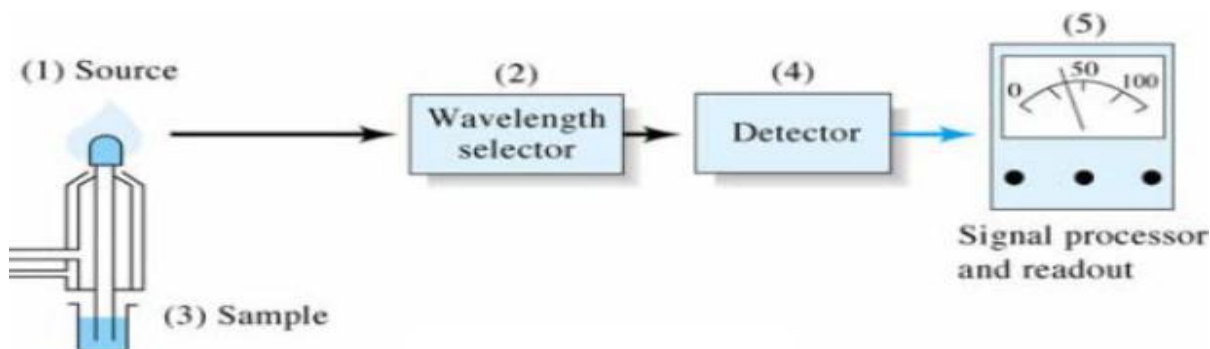 (1) Source
(2)
Wavelength
selector
(3) Sample
(4)
Detector
(5)
0
50
100
Signal processor
and readout